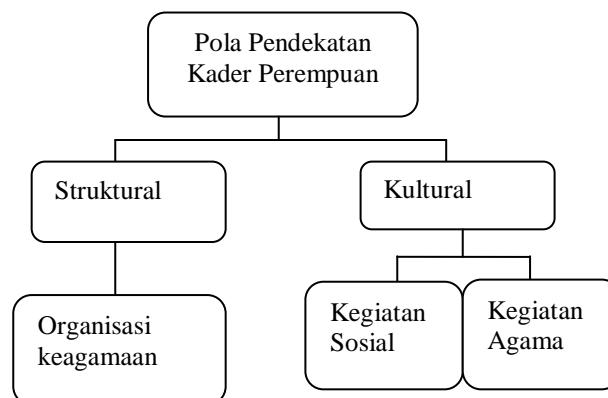 Pola Pendekatan
Kader Perempuan
Struktural
Kultural
Organisasi
keagamaan
Kegiatan
Sosial
Kegiatan
Agama